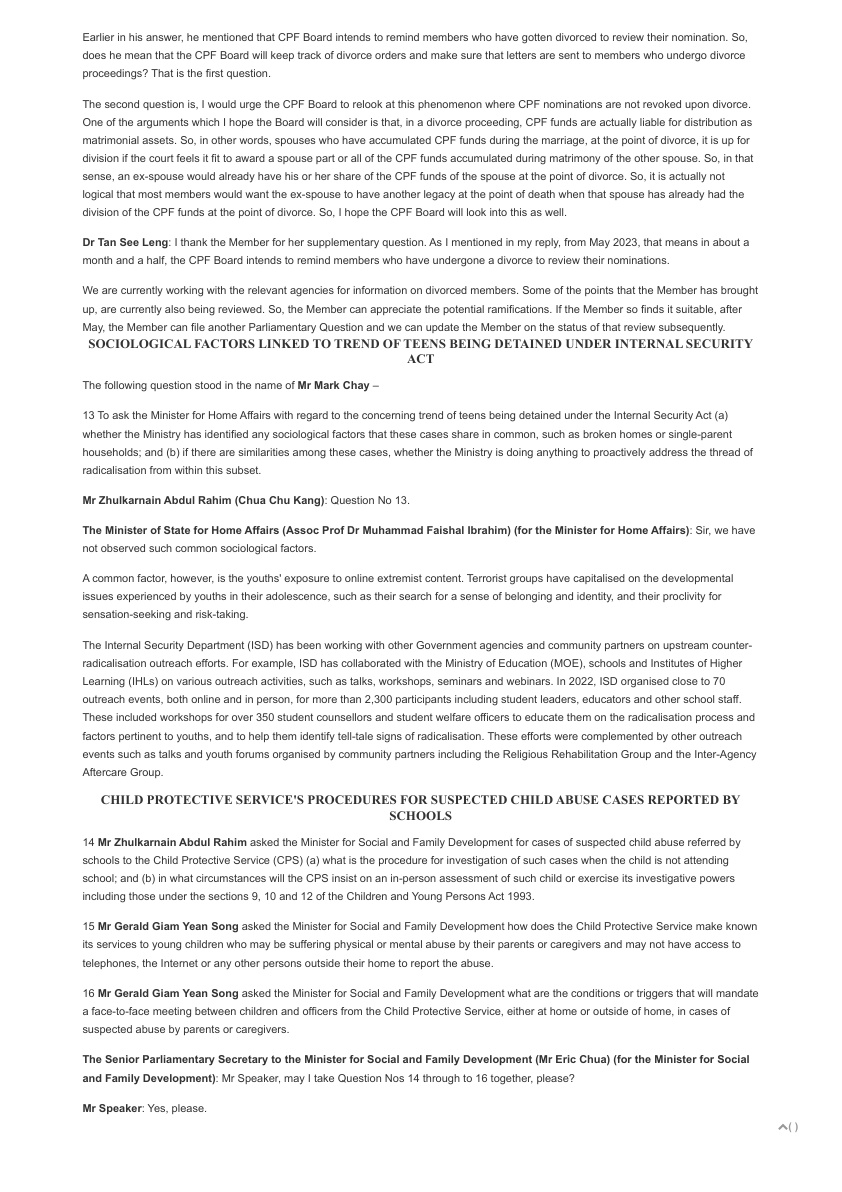 Earlier in his answer, he mentioned that CPF Board intends to remind members who have gotten divorced to review their nomination. So,
does he mean that the CPF Board will keep track of divorce orders and make sure that letters are sent to members who undergo divorce
proceedings? That is the first question.
The second question is, I would urge the CPF Board to relook at this phenomenon where CPF nominations are not revoked upon divorce.
One of the arguments which I hope the Board will consider is that, in a divorce proceeding, CPF funds are actually liable for distribution as
matrimonial assets. So, in other words, spouses who have accumulated CPF funds during the marriage, at the point of divorce, it is up for
division if the court feels it fit to award a spouse part or all of the CPF funds accumulated during matrimony of the other spouse. So, in that
sense, an ex-spouse would already have his or her share of the CPF funds of the spouse at the point of divorce. So, it is actually not
logical that most members would want the ex-spouse to have another legacy at the point of death when that spouse has already had the
division of the CPF funds at the point of divorce. So, I hope the CPF Board will look into this as well.
Dr Tan See Leng: I thank the Member for her supplementary question. As I mentioned in my reply, from May 2023, that means in about a
month and a half, the CPF Board intends to remind members who have undergone a divorce to review their nominations.
We are currently working with the relevant agencies for information on divorced members. Some of the points that the Member has brought
up, are currently also being reviewed. So, the Member can appreciate the potential ramifications. If the Member so finds it suitable, after
May, the Member can file another Parliamentary Question and we can update the Member on the status of that review subsequently.
SOCIOLOGICAL FACTORS LINKED TO TREND OF TEENS BEING DETAINED UNDER INTERNAL SECURITY
ACT
The following question stood in the name of Mr Mark Chay –
13 To ask the Minister for Home Affairs with regard to the concerning trend of teens being detained under the Internal Security Act (a)
whether the Ministry has identified any sociological factors that these cases share in common, such as broken homes or single-parent
households; and (b) if there are similarities among these cases, whether the Ministry is doing anything to proactively address the thread of
radicalisation from within this subset.
Mr Zhulkarnain Abdul Rahim (Chua Chu Kang): Question No 13.
The Minister of State for Home Affairs (Assoc Prof Dr Muhammad Faishal Ibrahim) (for the Minister for Home Affairs): Sir, we have
not observed such common sociological factors.
A common factor, however, is the youths' exposure to online extremist content. Terrorist groups have capitalised on the developmental
issues experienced by youths in their adolescence, such as their search for a sense of belonging and identity, and their proclivity for
sensation-seeking and risk-taking.
The Internal Security Department (ISD) has been working with other Government agencies and community partners on upstream counter-
radicalisation outreach efforts. For example, ISD has collaborated with the Ministry of Education (MOE), schools and Institutes of Higher
Learning (IHLs) on various outreach activities, such as talks, workshops, seminars and webinars. In 2022, ISD organised close to 70
outreach events, both online and in person, for more than 2,300 participants including student leaders, educators and other school staff.
These included workshops for over 350 student counsellors and student welfare officers to educate them on the radicalisation process and
factors pertinent to youths, and to help them identify tell-tale signs of radicalisation. These efforts were complemented by other outreach
events such as talks and youth forums organised by community partners including the Religious Rehabilitation Group and the Inter-Agency
Aftercare Group.
CHILD PROTECTIVE SERVICE'S PROCEDURES FOR SUSPECTED CHILD ABUSE CASES REPORTED BY
SCHOOLS
14 Mr Zhulkarnain Abdul Rahim asked the Minister for Social and Family Development for cases of suspected child abuse referred by
schools to the Child Protective Service (CPS) (a) what is the procedure for investigation of such cases when the child is not attending
school; and (b) in what circumstances will the CPS insist on an in-person assessment of such child or exercise its investigative powers
including those under the sections 9, 10 and 12 of the Children and Young Persons Act 1993.
15 Mr Gerald Giam Yean Song asked the Minister for Social and Family Development how does the Child Protective Service make known
its services to young children who may be suffering physical or mental abuse by their parents or caregivers and may not have access to
telephones, the Internet or any other persons outside their home to report the abuse.
16 Mr Gerald Giam Yean Song asked the Minister for Social and Family Development what are the conditions or triggers that will mandate
a face-to-face meeting between children and officers from the Child Protective Service, either at home or outside of home, in cases of
suspected abuse by parents or caregivers.
The Senior Parliamentary Secretary to the Minister for Social and Family Development (Mr Eric Chua) (for the Minister for Social
and Family Development): Mr Speaker, may I take Question Nos 14 through to 16 together, please?
Mr Speaker: Yes, please.
( )